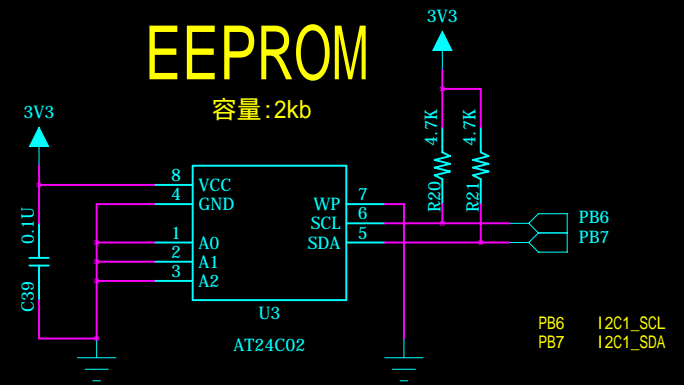 EEPROM
容量:2kb
3V3
3V3
4.7K
4.7K
R20
R21
0.1U
C39
8 VCC
4 GND
1 A0
2 A1
3 A2
WP 7
SCL 6
SDA 5
U3
AT24C02
PB6
PB7
PB6 I2C1_SCL
PB7 I2C1_SDA